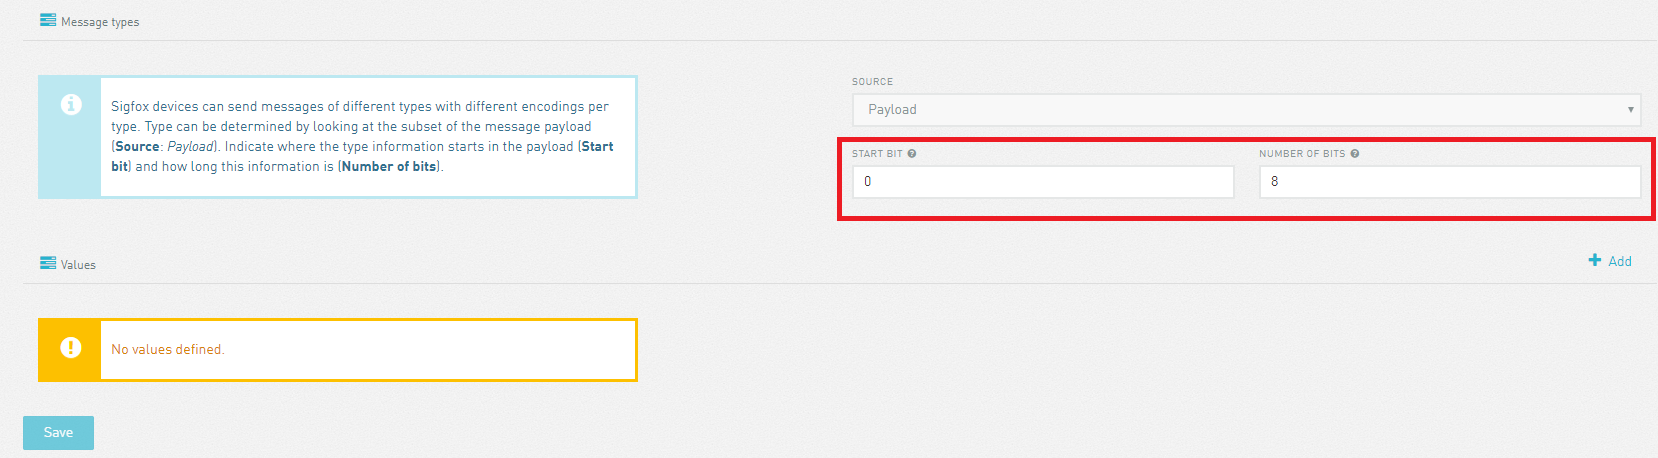 Message types
Sigfox devices can send messages of different types with different encodings per
type. Type can be determined by looking at the subset of the message payload
(Source: Payload). Indicate where the type information starts in the payload (Start
bit) and how long this information is (Number of bits).
SOURCE
Payload
START BIT
NUMBER OF BITS
0
8
Values
Add
No values defined.
Save